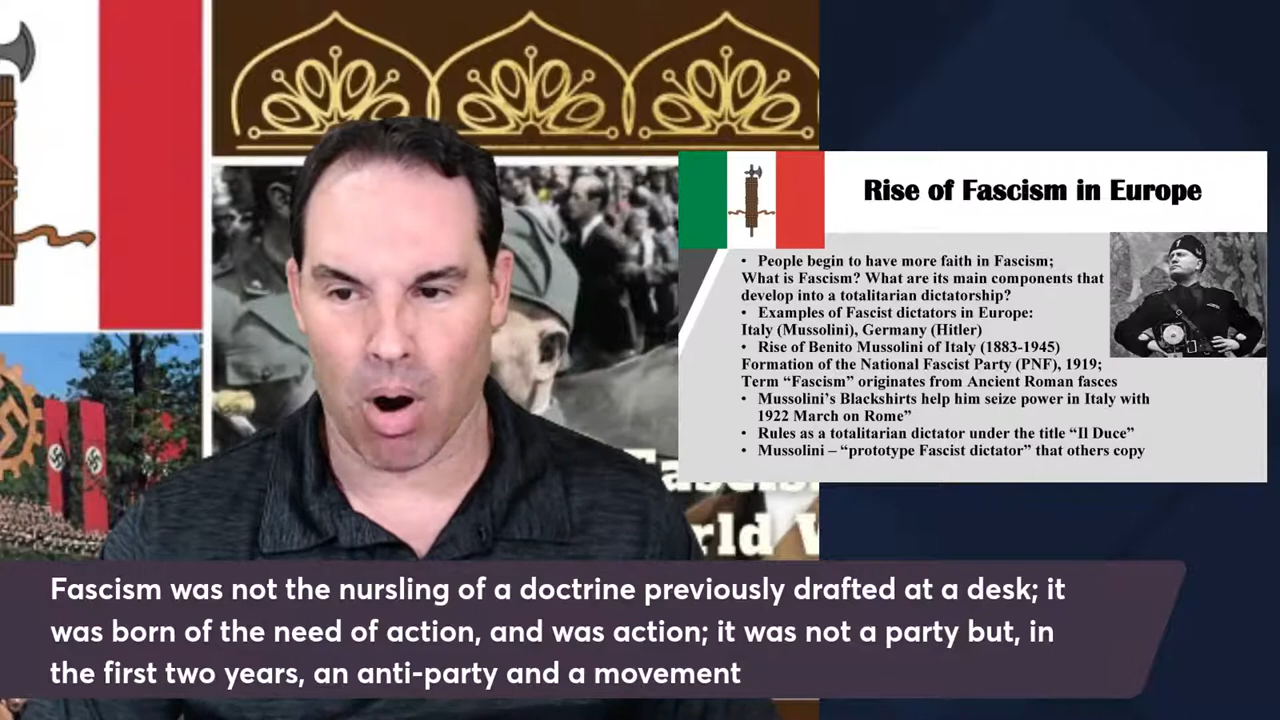 Rise of Fascism in Europe
• People begin to have more faith in Fascism;
What is Fascism? What are its main components that
develop into a totalitarian dictatorship?
• Examples of Fascist dictators in Europe:
Italy (Mussolini), Germany (Hitler)
• Rise of Benito Mussolini of Italy (1883-1945)
Formation of the National Fascist Party (PNF), 1919;
Term “Fascism” originates from Ancient Roman fasces
• Mussolini’s Blackshirts help him seize power in Italy with
1922 March on Rome”
• Rules as a totalitarian dictator under the title “Il Duce”
• Mussolini – “prototype Fascist dictator” that others copy
Fascism was not the nursling of a doctrine previously drafted at a desk; it
was born of the need of action, and was action; it was not a party but, in
the first two years, an anti-party and a movement